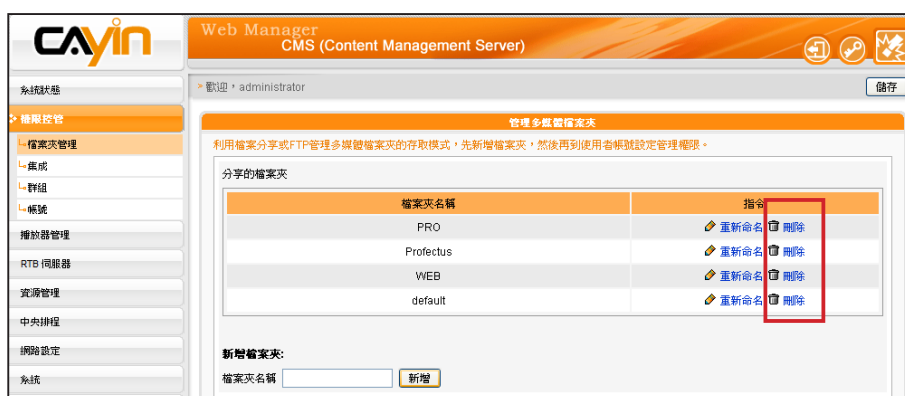 CAYIN
Web Manager
CMS (Content Management Server)
系統狀態
歡迎，administrator
儲存
權限控管
檔案夾管理
集成
群組
帳號
播放器管理
RTB 伺服器
資源管理
中央排程
網路設定
系統
管理多媒體檔案夾
利用檔案分享或FTP管理多媒體檔案夾的存取模式，先新增檔案夾，然後再到使用者帳號設定管理權限。
分享的檔案夾
檔案夾名稱 指令
PRO 重新命名 刪除
Profectus 重新命名 刪除
WEB 重新命名 刪除
default 重新命名 刪除
新增檔案夾:
檔案夾名稱 新增